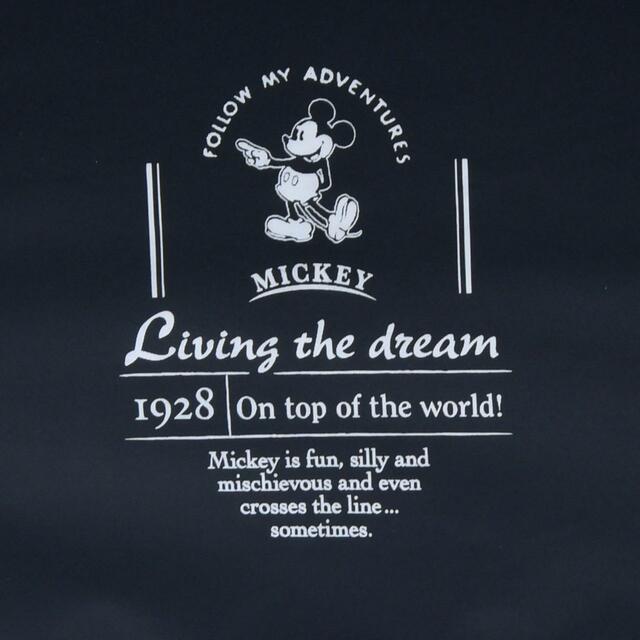 FOLLOW MY ADVENTURES
MICKEY
Living the dream
1928 On top of the world!
Mickey is fun, silly and
mischievous and even
crosses the line...
sometimes.